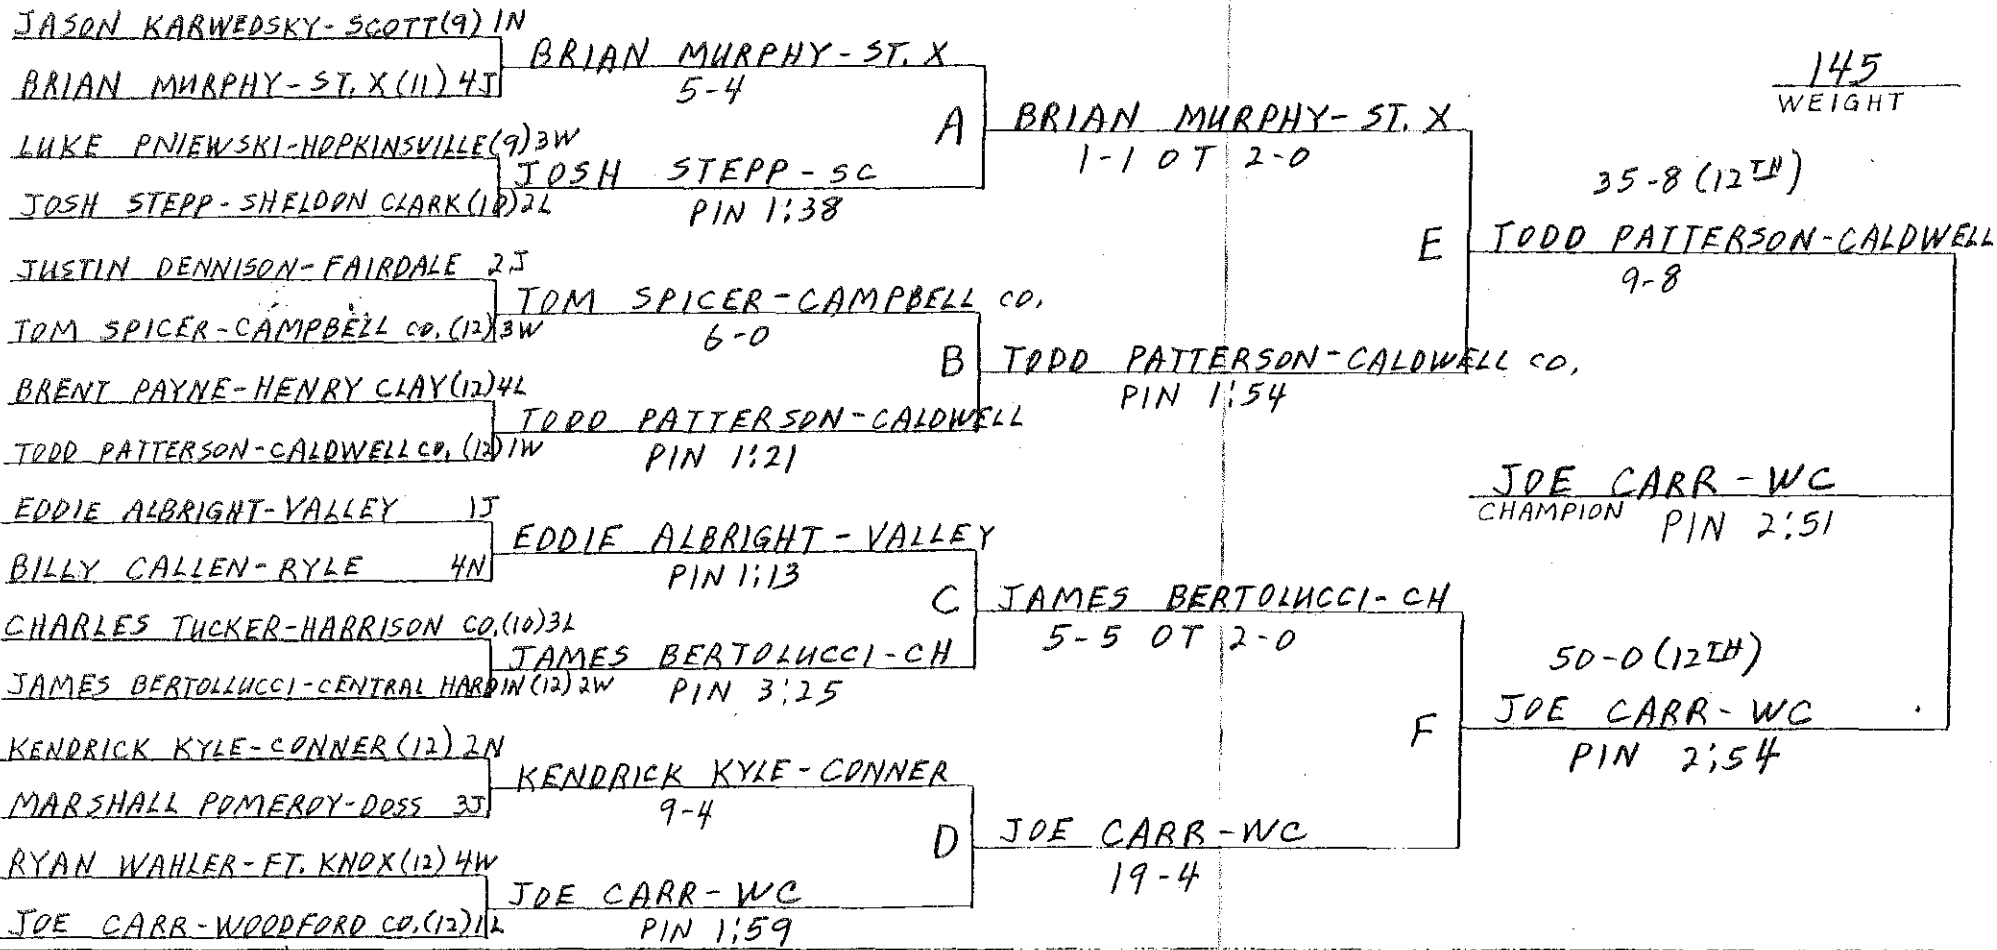 JASON KARWEDSKY-SCOTT(9) 1N
BRIAN MURPHY-ST. X
BRIAN MURPHY-ST. X(11) 4J
5-4
LUKE PNIEWSKI-HOPKINSVILLE(9)3W
JOSH STEPP-SC
JOSH STEPP-SHELDON CLARK(10)2L
PIN 1:38
A
BRIAN MURPHY-ST. X
1-1 OT 2-0
JUSTIN DENNISON-FAIRDALE 2J
TOM SPICER-CAMPBELL CO.
TOM SPICER-CAMPBELL CO.(12)3W
6-0
BRENT PAYNE-HENRY CLAY(12)4L
TODD PATTERSON-CALDWELL
TODD PATTERSON-CALDWELL CO.(12)1W
PIN 1:21
B
TODD PATTERSON-CALDWELL CO.
PIN 1:54
EDDIE ALBRIGHT-VALLEY 1J
EDDIE ALBRIGHT-VALLEY
BILLY CALLEN-RYLE 4N
PIN 1:13
CHARLES TUCKER-HARRISON CO.(10)3L
JAMES BERTOLUCCI-CH
JAMES BERTOLLUCCI-CENTRAL HARDIN(12)2W
PIN 3:25
C
JAMES BERTOLUCCI-CH
5-5 OT 2-0
KENDRICK KYLE-CONNER(12)2N
KENDRICK KYLE-CONNER
MARSHALL POMEROY-DOSS 3J
9-4
RYAN WAHLER-FT. KNOX(12)4W
JOE CARR-WC
JOE CARR-WOODFORD CO.(12)1L
PIN 1:59
D
JOE CARR-WC
19-4
145
WEIGHT
35-8(12TH)
E
TODD PATTERSON-CALDWELL
9-8
JOE CARR-WC
CHAMPION PIN 2:51
50-0(12TH)
F
JOE CARR-WC
PIN 2:54